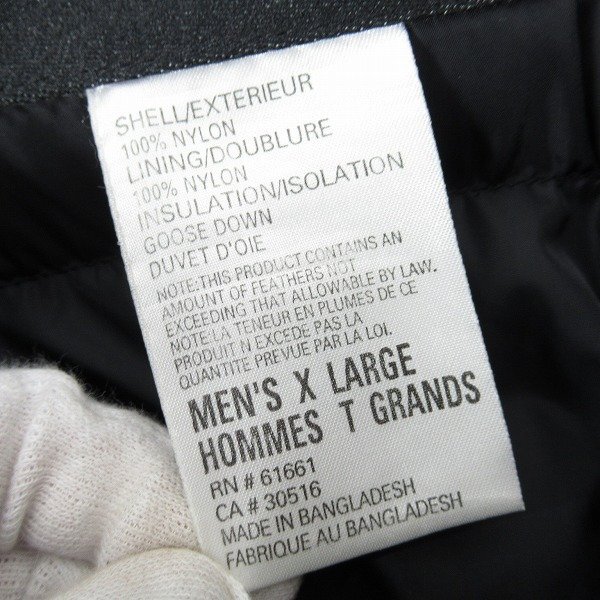 SHELL/EXTERIEUR
100% NYLON
LINING/DOUBLURE
100% NYLON
INSULATION/ISOLATION
GOOSE DOWN
DUVET D'OIE
NOTE:THIS PRODUCT CONTAINS AN
AMOUNT OF FEATHERS NOT
EXCEEDING THAT ALLOWABLE BY LAW.
NOTE: LA TENEUR EN PLUMES DE CE
PRODUIT N EXCEDE PAS LA
QUANTITE PREVUE PAR LA LOI.
MEN'S X LARGE
HOMMES T GRANDS
RN # 61661
CA # 30516
MADE IN BANGLADESH
FABRIQUE AU BANGLADESH